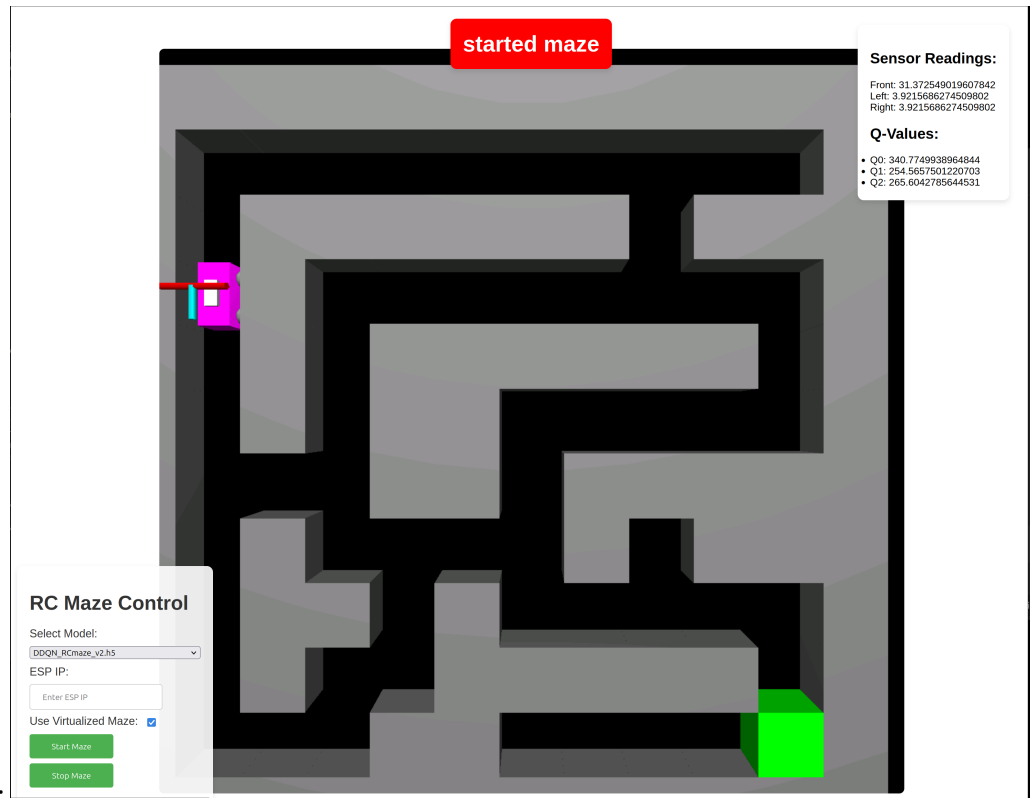 started maze
Sensor Readings:
Front: 31.372549019607842
Left: 3.9215686274509802
Right: 3.9215686274509802
Q-Values:
Q0: 340.7749938964844
Q1: 254.5657501220703
Q2: 265.6042785644531
RC Maze Control
Select Model:
DDQN_RCmaze_v2.h5
ESP IP:
Enter ESP IP
Use Virtualized Maze:
Start Maze
Stop Maze